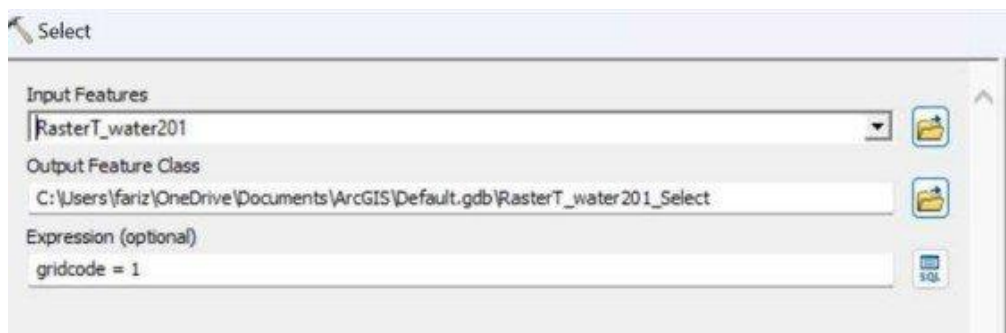 Select
Input Features
RasterT_water201
Output Feature Class
C:\Users\fariz\OneDrive\Documents\ArcGIS\Default.gdb\RasterT_water201_Select
Expression (optional)
gridcode = 1
SQL